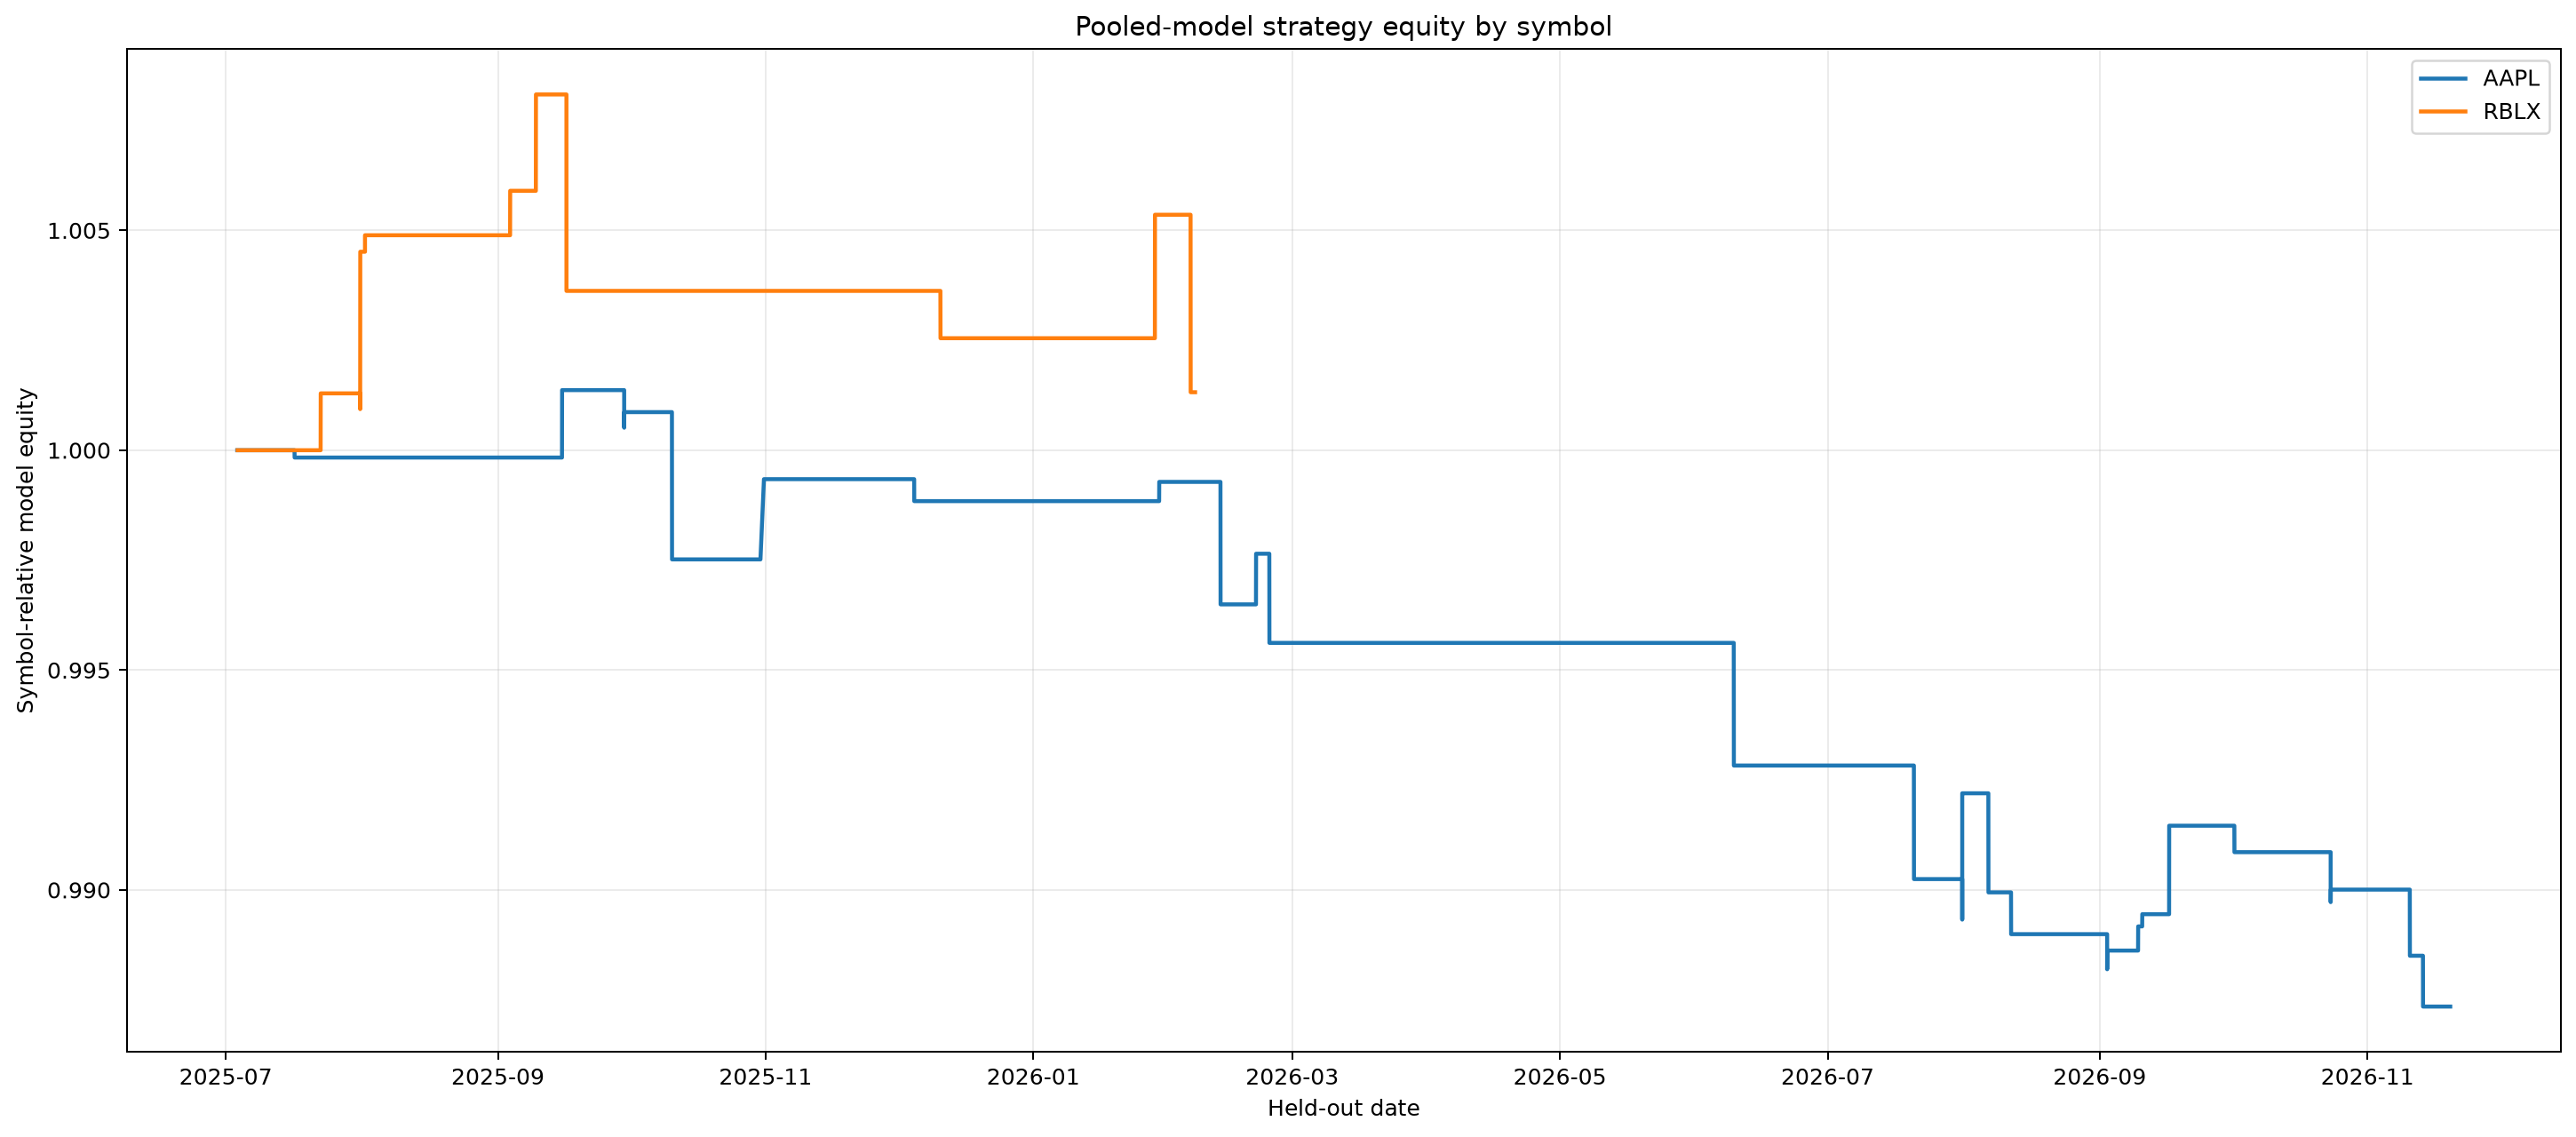 Pooled-model strategy equity by symbol
AAPL
RBLX
Symbol-relative model equity
1.005
1.000
0.995
0.990
2025-07
2025-09
2025-11
2026-01
2026-03
2026-05
2026-07
2026-09
2026-11
Held-out date